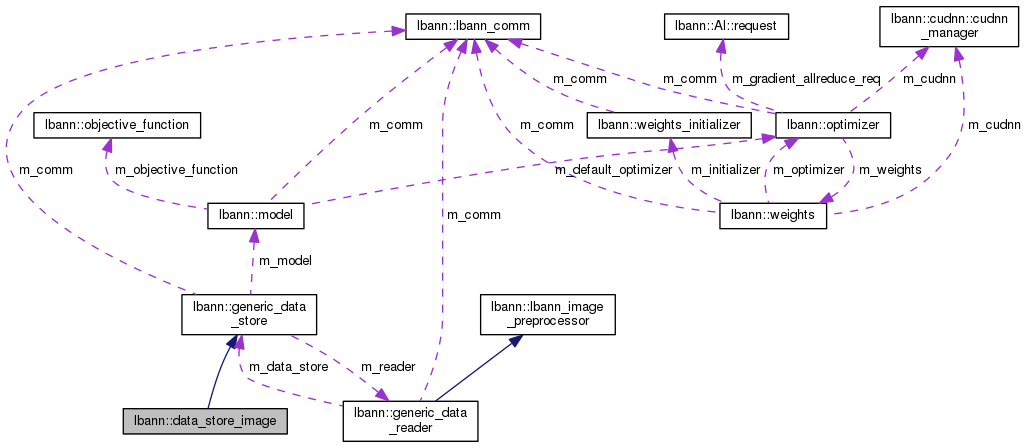 lbann::lbann_comm
lbann::Al::request
lbann::cudnn::cudnn
_manager
m_comm
m_comm
m_gradient_allreduce_req
m_cudnn
lbann::objective_function
m_comm
m_comm
lbann::weights_initializer
lbann::optimizer
m_cudnn
m_comm
m_objective_function
m_default_optimizer
m_initializer
m_optimizer
m_weights
lbann::model
m_comm
lbann::weights
m_model
lbann::generic_data
_store
lbann::lbann_image
_preprocessor
m_data_store
m_reader
lbann::data_store_image
lbann::generic_data
_reader